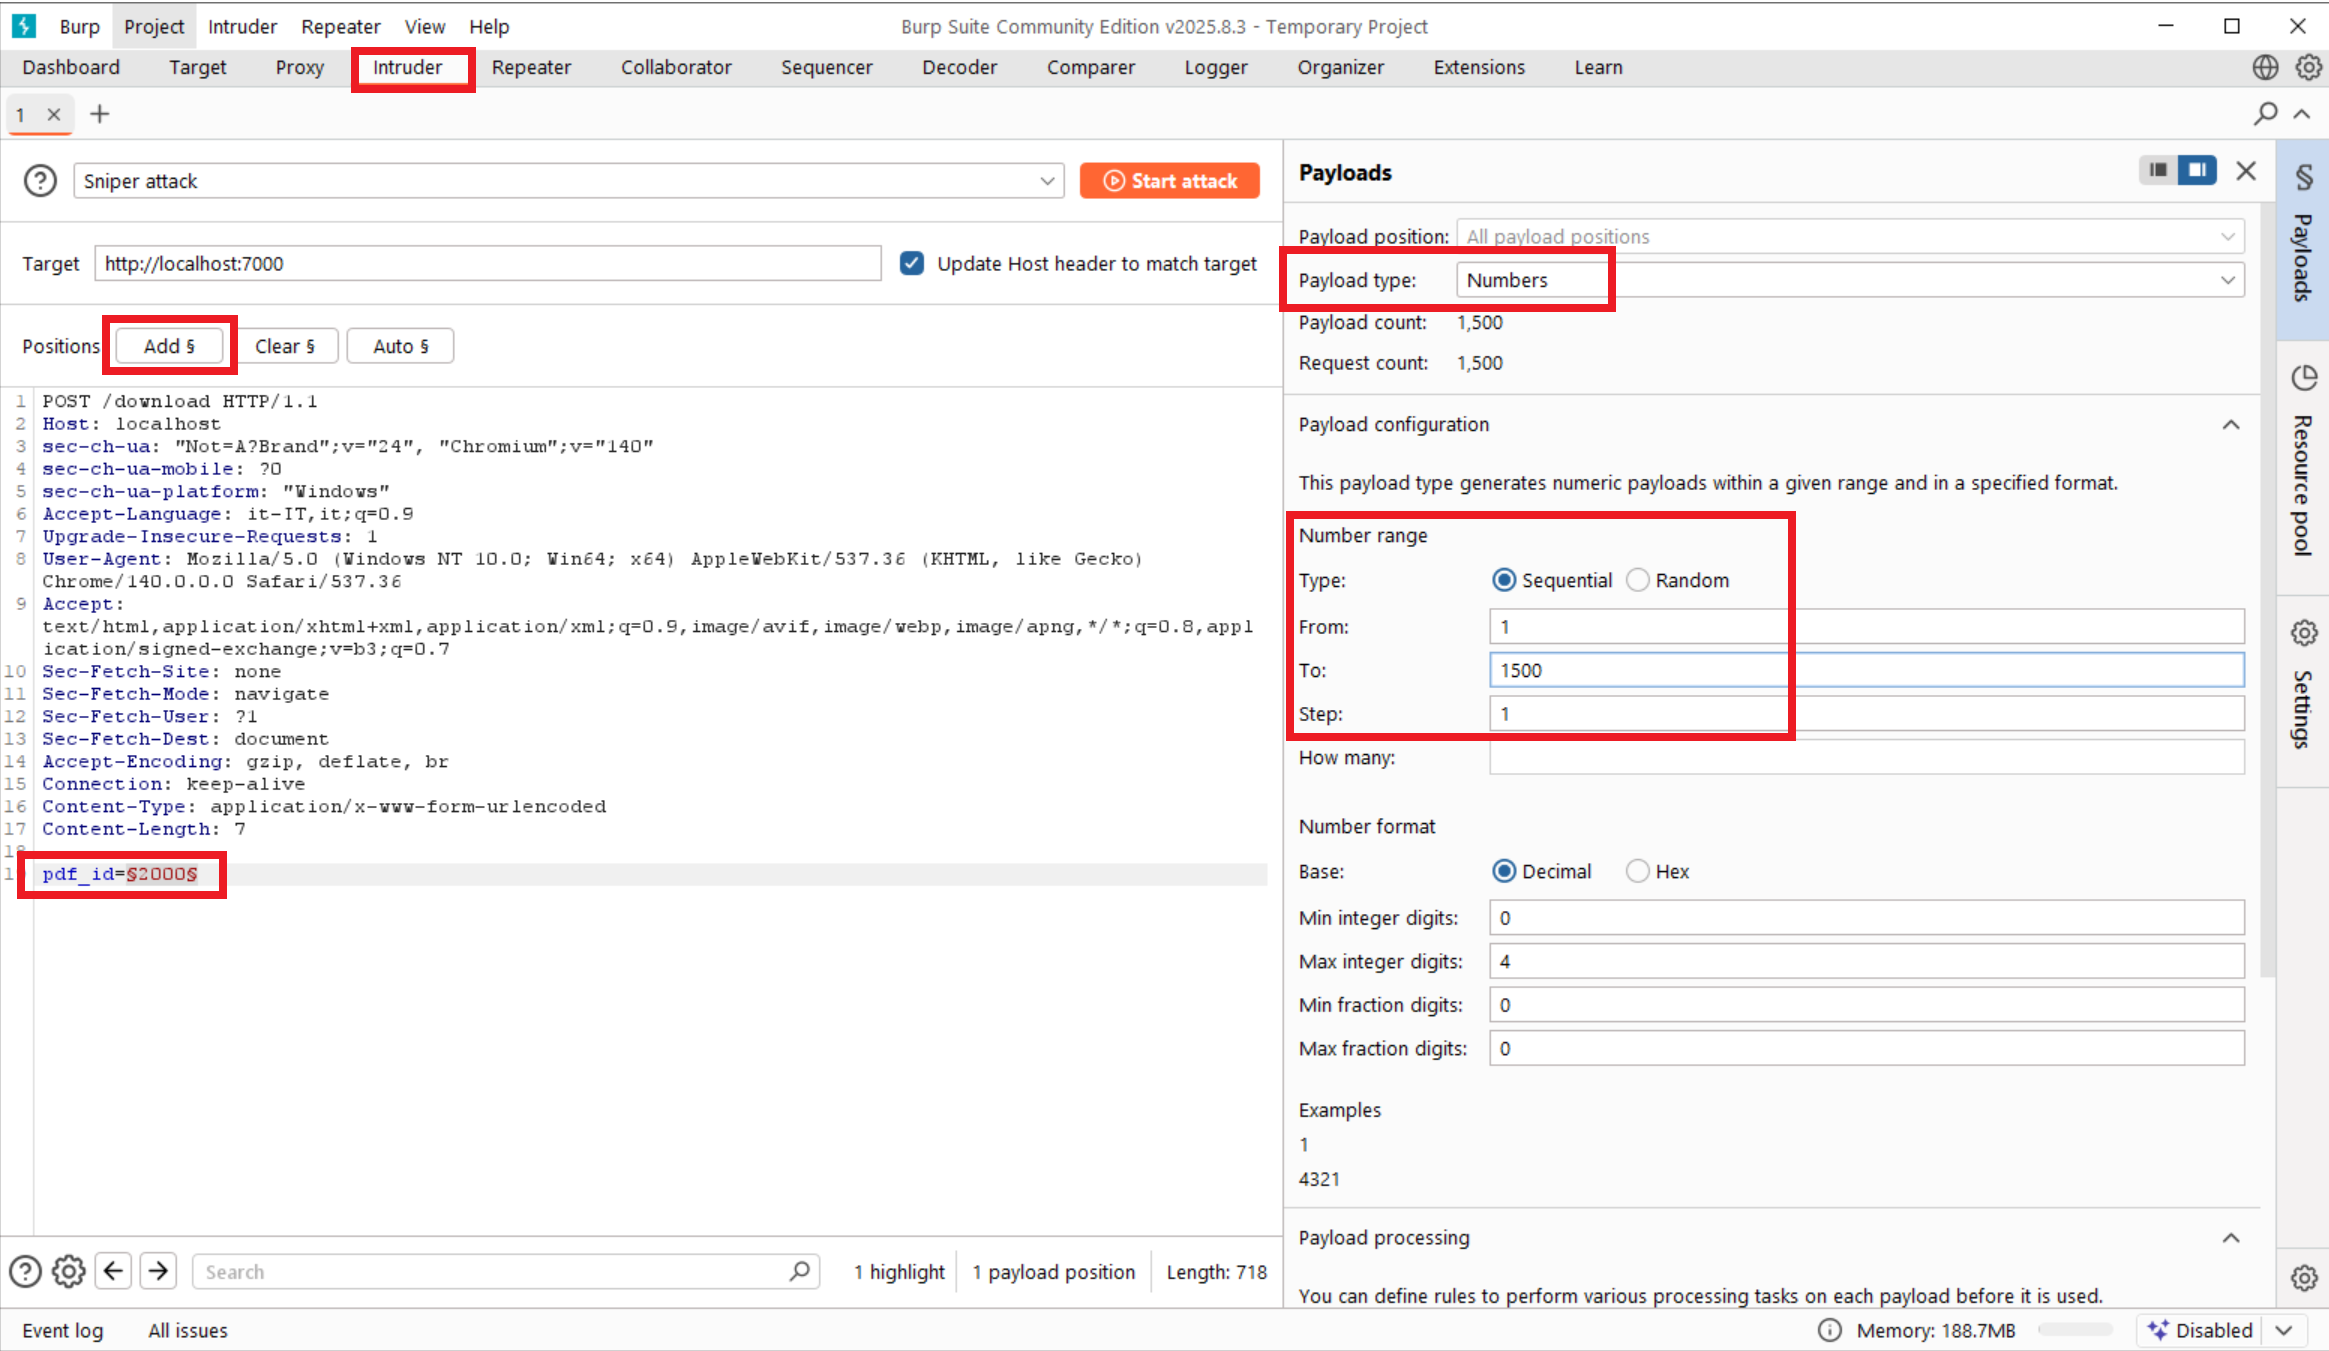 Burp Project Intruder Repeater View Help Burp Suite Community Edition v2025.8.3 - Temporary Project
Dashboard Target Proxy Intruder Repeater Collaborator Sequencer Decoder Comparer Logger Organizer Extensions Learn
1
Sniper attack Start attack
Target http://localhost:7000 Update Host header to match target
Positions Add § Clear § Auto §
1 POST /download HTTP/1.1
2 Host: localhost
3 sec-ch-ua: "Not=A?Brand";v="24", "Chromium";v="140"
4 sec-ch-ua-mobile: ?0
5 sec-ch-ua-platform: "Windows"
6 Accept-Language: it-IT,it;q=0.9
7 Upgrade-Insecure-Requests: 1
8 User-Agent: Mozilla/5.0 (Windows NT 10.0; Win64; x64) AppleWebKit/537.36 (KHTML, like Gecko)
Chrome/140.0.0.0 Safari/537.36
9 Accept:
text/html,application/xhtml+xml,application/xml;q=0.9,image/avif,image/webp,image/apng,*/*;q=0.8,appl
ication/signed-exchange;v=b3;q=0.7
10 Sec-Fetch-Site: none
11 Sec-Fetch-Mode: navigate
12 Sec-Fetch-User: ?1
13 Sec-Fetch-Dest: document
14 Accept-Encoding: gzip, deflate, br
15 Connection: keep-alive
16 Content-Type: application/x-www-form-urlencoded
17 Content-Length: 7
18
pdf_id=§2000§
Search 1 highlight 1 payload position Length: 718
Payloads
Payload position: All payload positions
Payload type: Numbers
Payload count: 1,500
Request count: 1,500
Payload configuration
This payload type generates numeric payloads within a given range and in a specified format.
Number range
Type: Sequential Random
From: 1
To: 1500
Step: 1
How many:
Number format
Base: Decimal Hex
Min integer digits: 0
Max integer digits: 4
Min fraction digits: 0
Max fraction digits: 0
Examples
1
4321
Payload processing
You can define rules to perform various processing tasks on each payload before it is used.
§ Payloads
Resource pool
Settings
Event log All issues Memory: 188.7MB Disabled